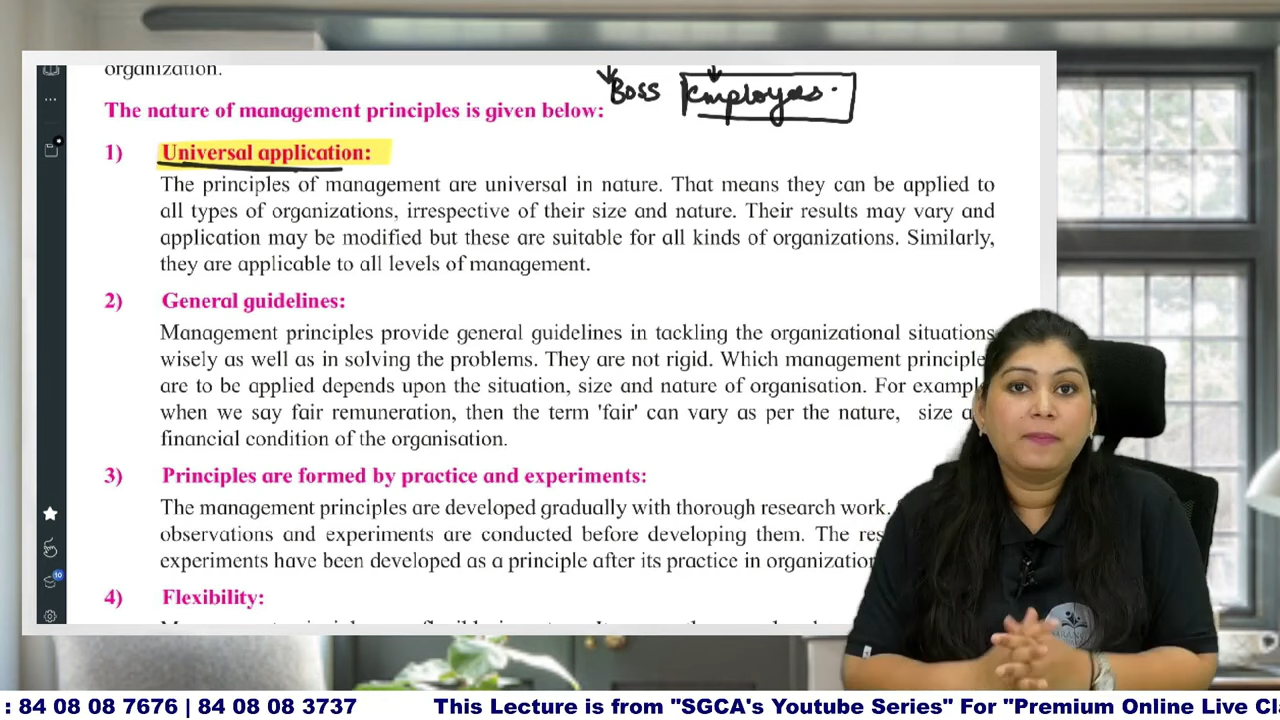 organization.
Boss employees.
The nature of management principles is given below:
1) Universal application:
The principles of management are universal in nature. That means they can be applied to
all types of organizations, irrespective of their size and nature. Their results may vary and
application may be modified but these are suitable for all kinds of organizations. Similarly,
they are applicable to all levels of management.
2) General guidelines:
Management principles provide general guidelines in tackling the organizational situations
wisely as well as in solving the problems. They are not rigid. Which management principle
are to be applied depends upon the situation, size and nature of organisation. For exampl
when we say fair remuneration, then the term 'fair' can vary as per the nature, size a
financial condition of the organisation.
3) Principles are formed by practice and experiments:
The management principles are developed gradually with thorough research work.
observations and experiments are conducted before developing them. The res
experiments have been developed as a principle after its practice in organization
4) Flexibility:
10
: 84 08 08 7676 | 84 08 08 3737 This Lecture is from "SGCA's Youtube Series" For "Premium Online Live Cl